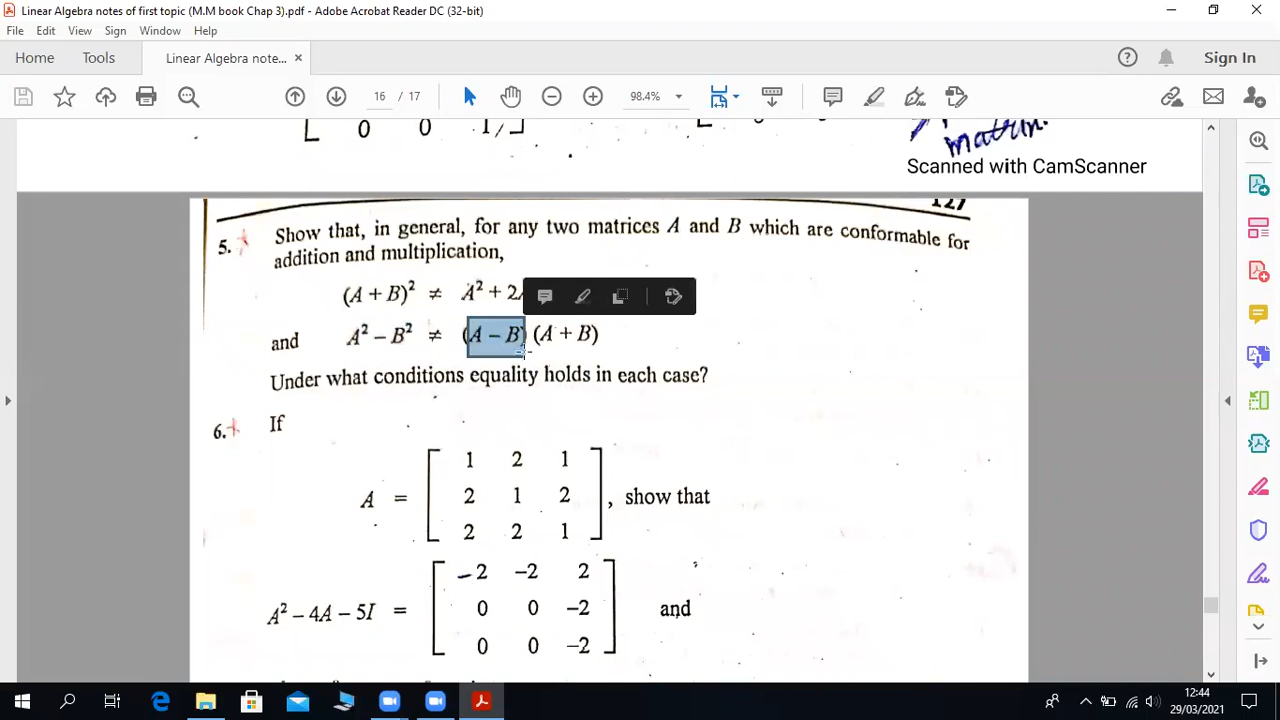 Linear Algebra notes of first topic (M.M book Chap 3).pdf - Adobe Acrobat Reader DC (32-bit)
File Edit View Sign Window Help
Home Tools Linear Algebra note... ×
Sign In
16 / 17 98.4%
0 0 1
matrix.
Scanned with CamScanner
127
5. Show that, in general, for any two matrices A and B which are conformable for
addition and multiplication,
(A + B)² ≠ A² + 2
and A² – B² ≠ (A – B) (A + B)
Under what conditions equality holds in each case?
6. If
1 2 1
A = 2 1 2 , show that
2 2 1
–2 –2 2
A² – 4A – 5I = 0 0 –2 and
0 0 –2
12:44
29/03/2021